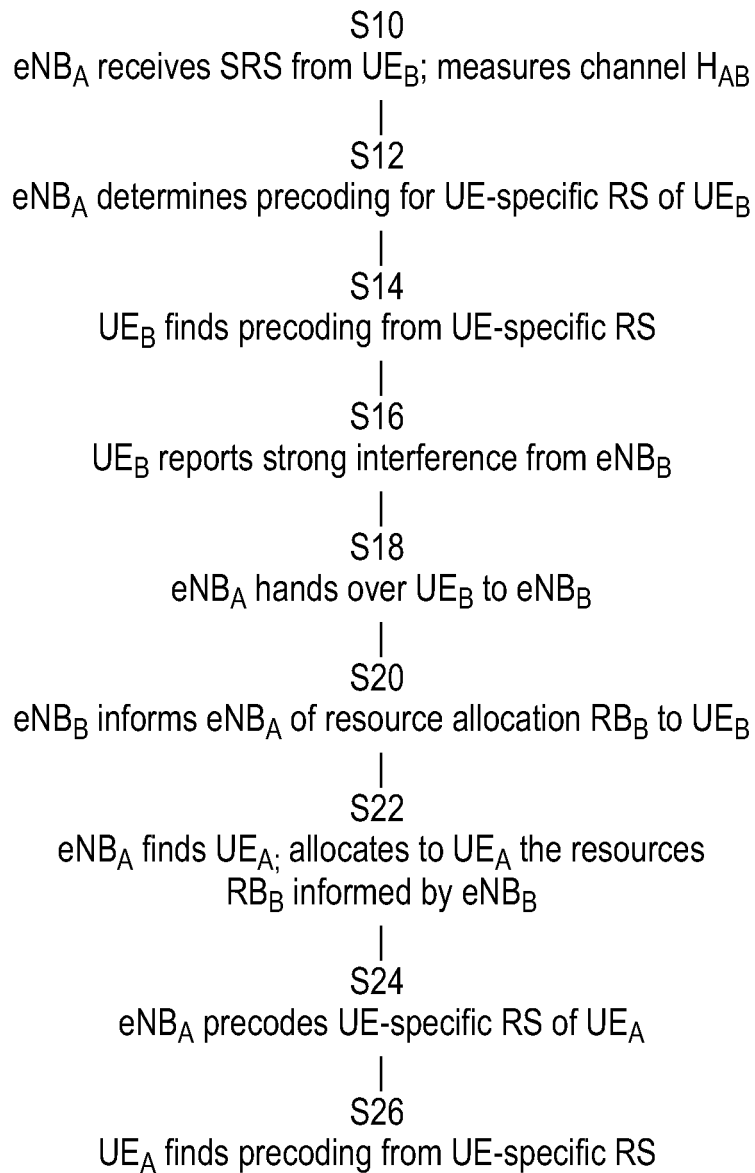 S10
eNB_A receives SRS from UE_B; measures channel H_AB
S12
eNB_A determines precoding for UE-specific RS of UE_B
S14
UE_B finds precoding from UE-specific RS
S16
UE_B reports strong interference from eNB_B
S18
eNB_A hands over UE_B to eNB_B
S20
eNB_B informs eNB_A of resource allocation RB_B to UE_B
S22
eNB_A finds UE_A; allocates to UE_A the resources
RB_B informed by eNB_B
S24
eNB_A precodes UE-specific RS of UE_A
S26
UE_A finds precoding from UE-specific RS